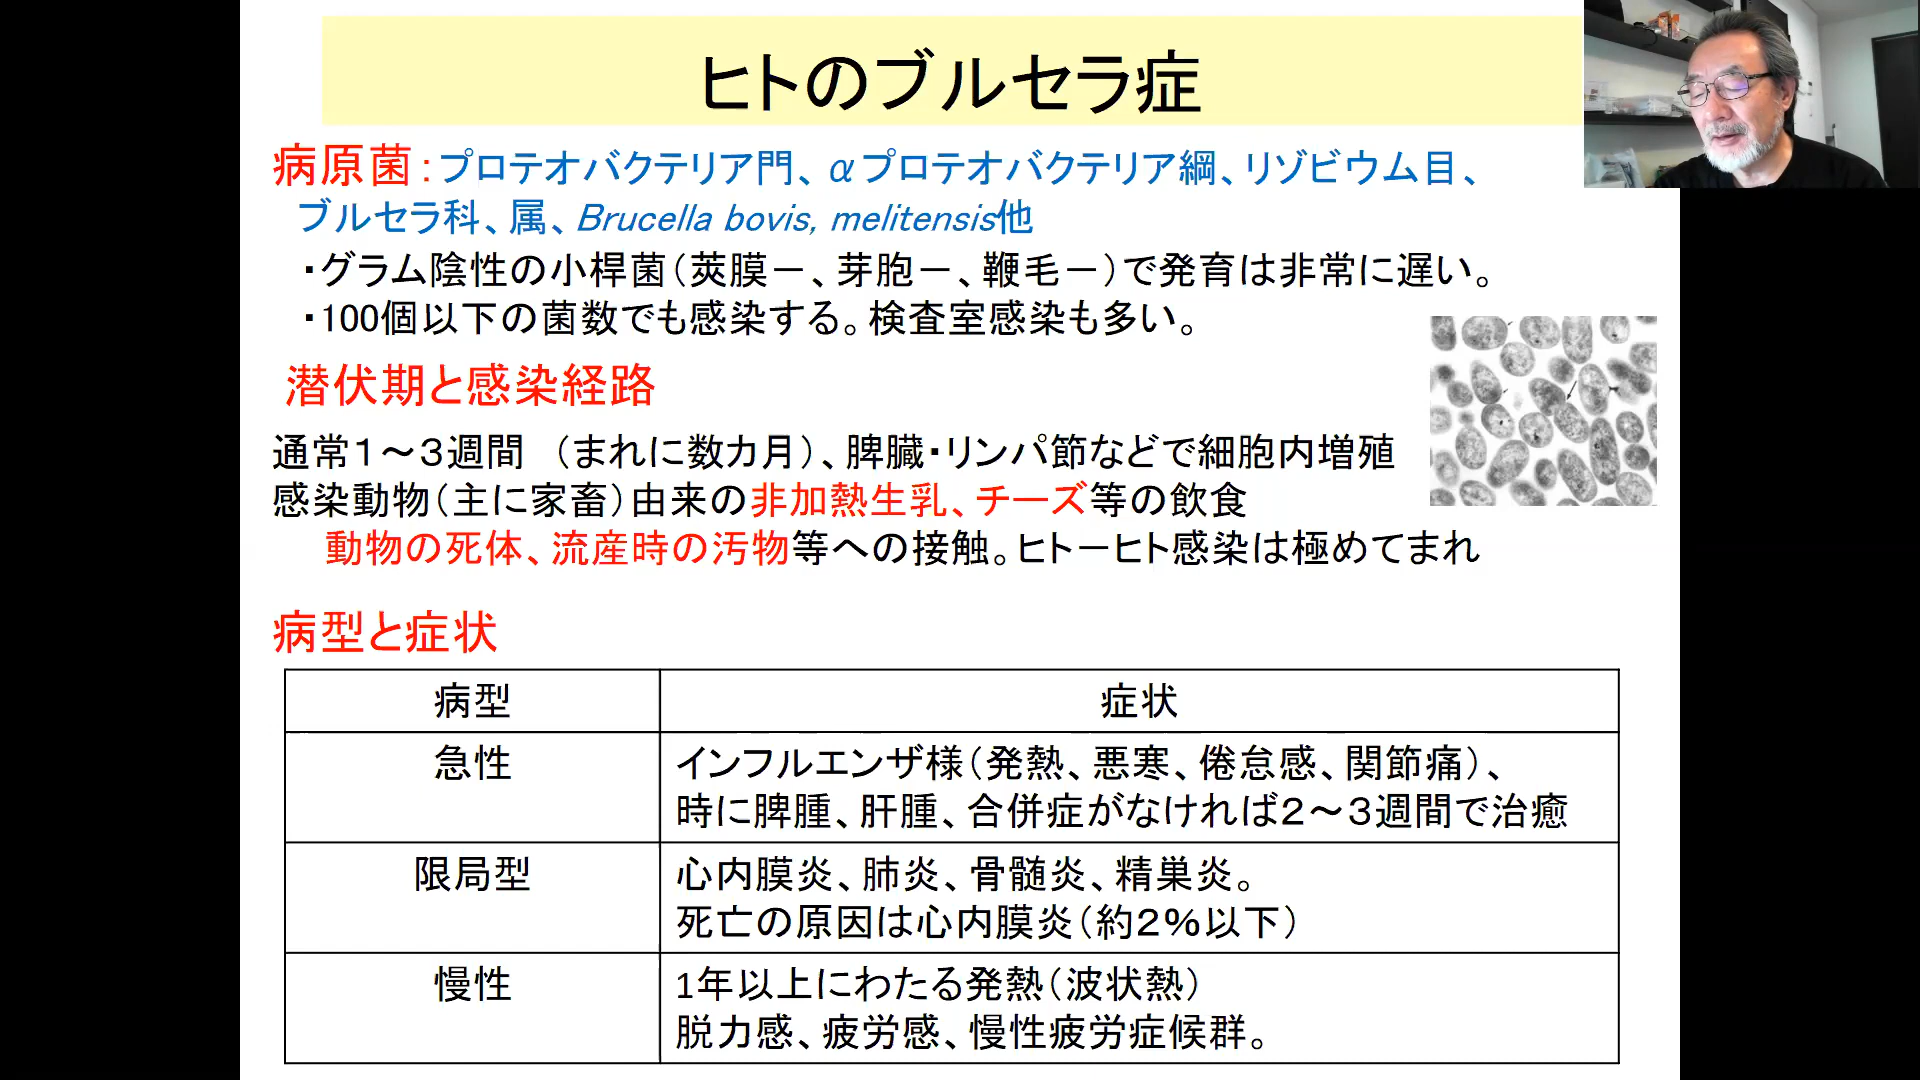 ヒトのブルセラ症
病原菌：プロテオバクテリア門、αプロテオバクテリア綱、リゾビウム目、
ブルセラ科、属、Brucella bovis, melitensis他
・グラム陰性の小桿菌（莢膜－、芽胞－、鞭毛－）で発育は非常に遅い。
・100個以下の菌数でも感染する。検査室感染も多い。
潜伏期と感染経路
通常１～３週間　（まれに数カ月）、脾臓・リンパ節などで細胞内増殖
感染動物（主に家畜）由来の非加熱生乳、チーズ等の飲食
動物の死体、流産時の汚物等への接触。ヒトーヒト感染は極めてまれ
病型と症状
病型 症状
急性 インフルエンザ様（発熱、悪寒、倦怠感、関節痛）、
時に脾腫、肝腫、合併症がなければ２～３週間で治癒
限局型 心内膜炎、肺炎、骨髄炎、精巣炎。
死亡の原因は心内膜炎（約２％以下）
慢性 1年以上にわたる発熱（波状熱）
脱力感、疲労感、慢性疲労症候群。